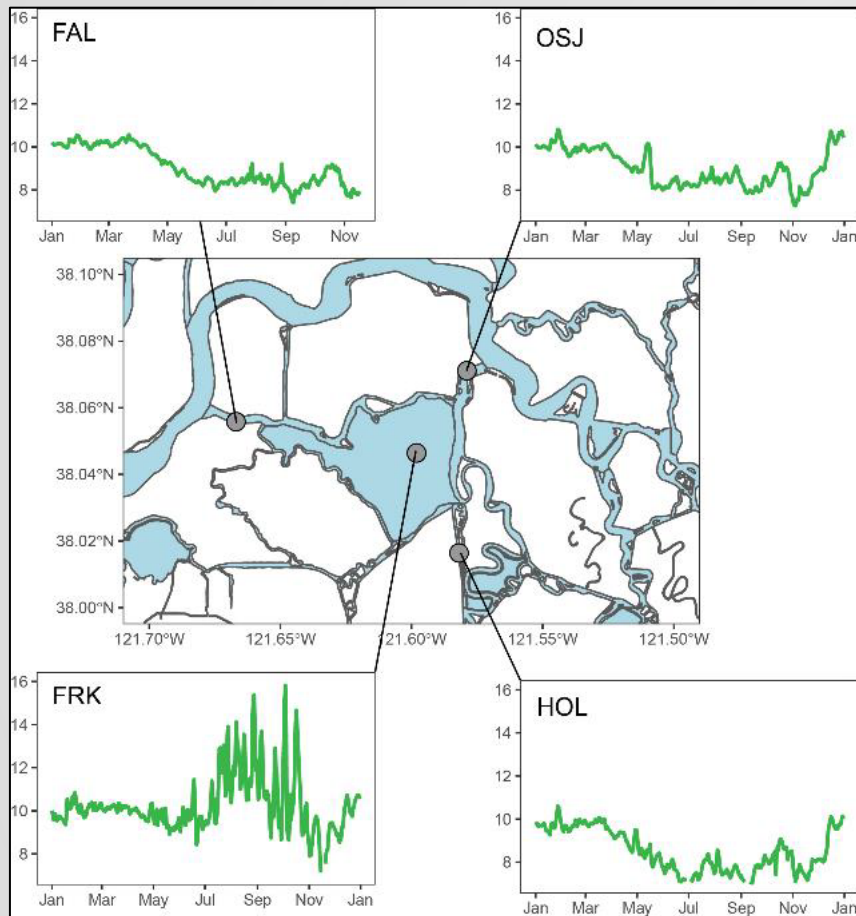 FAL
16
14
12
10
8
Jan Mar May Jul Sep Nov
OSJ
16
14
12
10
8
Jan Mar May Jul Sep Nov Jan
38.10°N
38.08°N
38.06°N
38.04°N
38.02°N
38.00°N
121.70°W 121.65°W 121.60°W 121.55°W 121.50°W
FRK
16
14
12
10
8
Jan Mar May Jul Sep Nov Jan
HOL
16
14
12
10
8
Jan Mar May Jul Sep Nov Jan